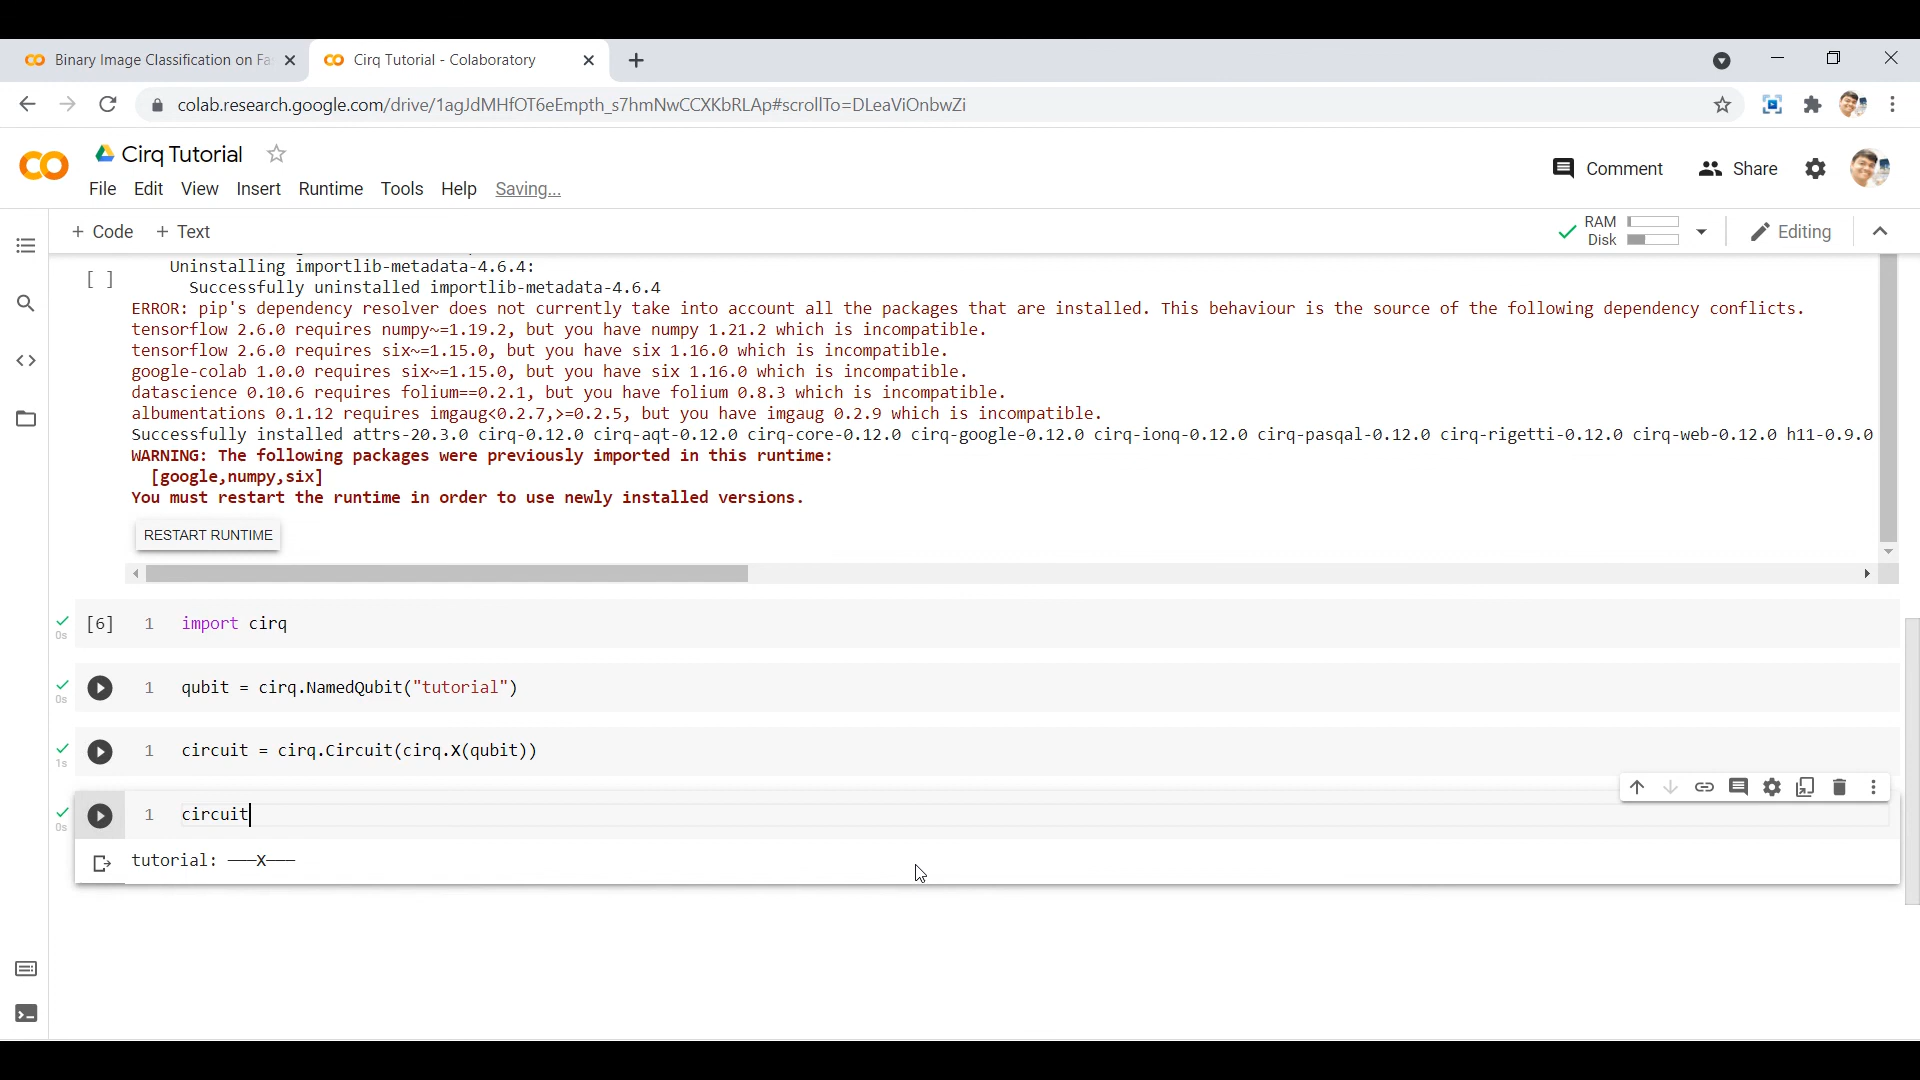 Binary Image Classification on Fa
Cirq Tutorial - Colaboratory
colab.research.google.com/drive/1agJdMHfOT6eEmpth_s7hmNwCCXKbRLAp#scrollTo=DLeaViOnbwZi
Cirq Tutorial
Comment
Share
File Edit View Insert Runtime Tools Help Saving...
+ Code + Text
RAM
Disk
Editing
Uninstalling importlib-metadata-4.6.4:
[ ]
Successfully uninstalled importlib-metadata-4.6.4
ERROR: pip's dependency resolver does not currently take into account all the packages that are installed. This behaviour is the source of the following dependency conflicts.
tensorflow 2.6.0 requires numpy~=1.19.2, but you have numpy 1.21.2 which is incompatible.
tensorflow 2.6.0 requires six~=1.15.0, but you have six 1.16.0 which is incompatible.
google-colab 1.0.0 requires six~=1.15.0, but you have six 1.16.0 which is incompatible.
datascience 0.10.6 requires folium==0.2.1, but you have folium 0.8.3 which is incompatible.
albumentations 0.1.12 requires imgaug<0.2.7,>=0.2.5, but you have imgaug 0.2.9 which is incompatible.
Successfully installed attrs-20.3.0 cirq-0.12.0 cirq-aqt-0.12.0 cirq-core-0.12.0 cirq-google-0.12.0 cirq-ionq-0.12.0 cirq-pasqal-0.12.0 cirq-rigetti-0.12.0 cirq-web-0.12.0 h11-0.9.0
WARNING: The following packages were previously imported in this runtime:
[google,numpy,six]
You must restart the runtime in order to use newly installed versions.
RESTART RUNTIME
0s [6] 1 import cirq
0s 1 qubit = cirq.NamedQubit("tutorial")
1s 1 circuit = cirq.Circuit(cirq.X(qubit))
0s 1 circuit
tutorial: ───X───